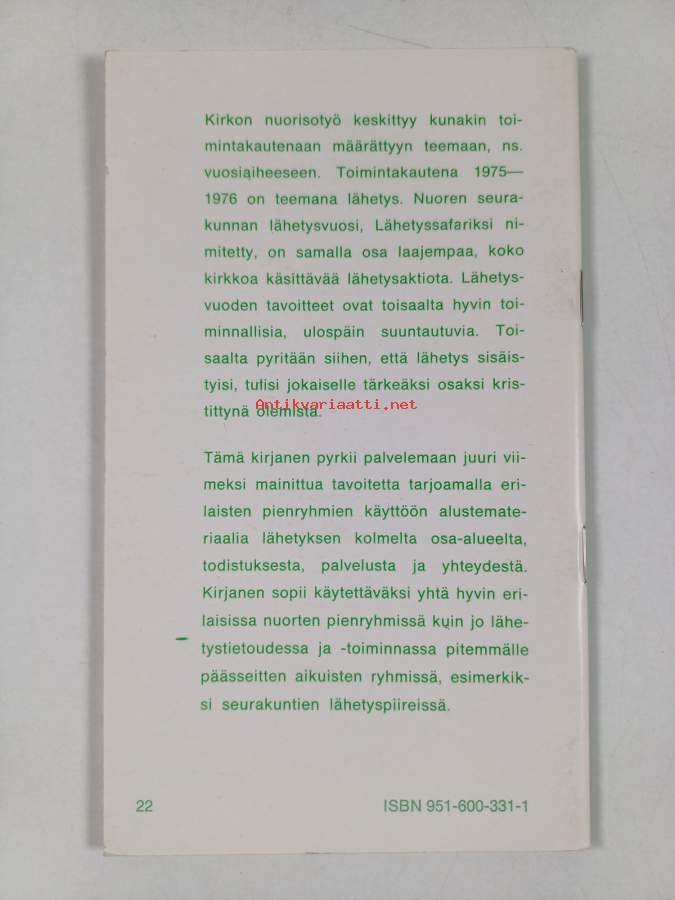 Kirkon nuorisotyö keskittyy kunakin toi-
mintakautenaan määrättyyn teemaan, ns.
vuosiaiheeseen. Toimintakautena 1975—
1976 on teemana lähetys. Nuoren seura-
kunnan lähetysvuosi, Lähetyssafariksi ni-
mitetty, on samalla osa laajempaa, koko
kirkkoa käsittävää lähetysaktiota. Lähetys-
vuoden tavoitteet ovat toisaalta hyvin toi-
minnallisia, ulospäin suuntautuvia. Toi-
saalta pyritään siihen, että lähetys sisäis-
tyisi, tulisi jokaiselle tärkeäksi osaksi kris-
Antikvariaatti.net
tittynä olemista.
Tämä kirjanen pyrkii palvelemaan juuri vii-
meksi mainittua tavoitetta tarjoamalla eri-
laisten pienryhmien käyttöön alustemate-
riaalia lähetyksen kolmelta osa-alueelta,
todistuksesta, palvelusta ja yhteydestä.
Kirjanen sopii käytettäväksi yhtä hyvin eri-
laisissa nuorten pienryhmissä kuin jo lähe-
tystietoudessa ja -toiminnassa pitemmälle
päässeitten aikuisten ryhmissä, esimerkik-
si seurakuntien lähetyspiireissä.
22
ISBN 951-600-331-1